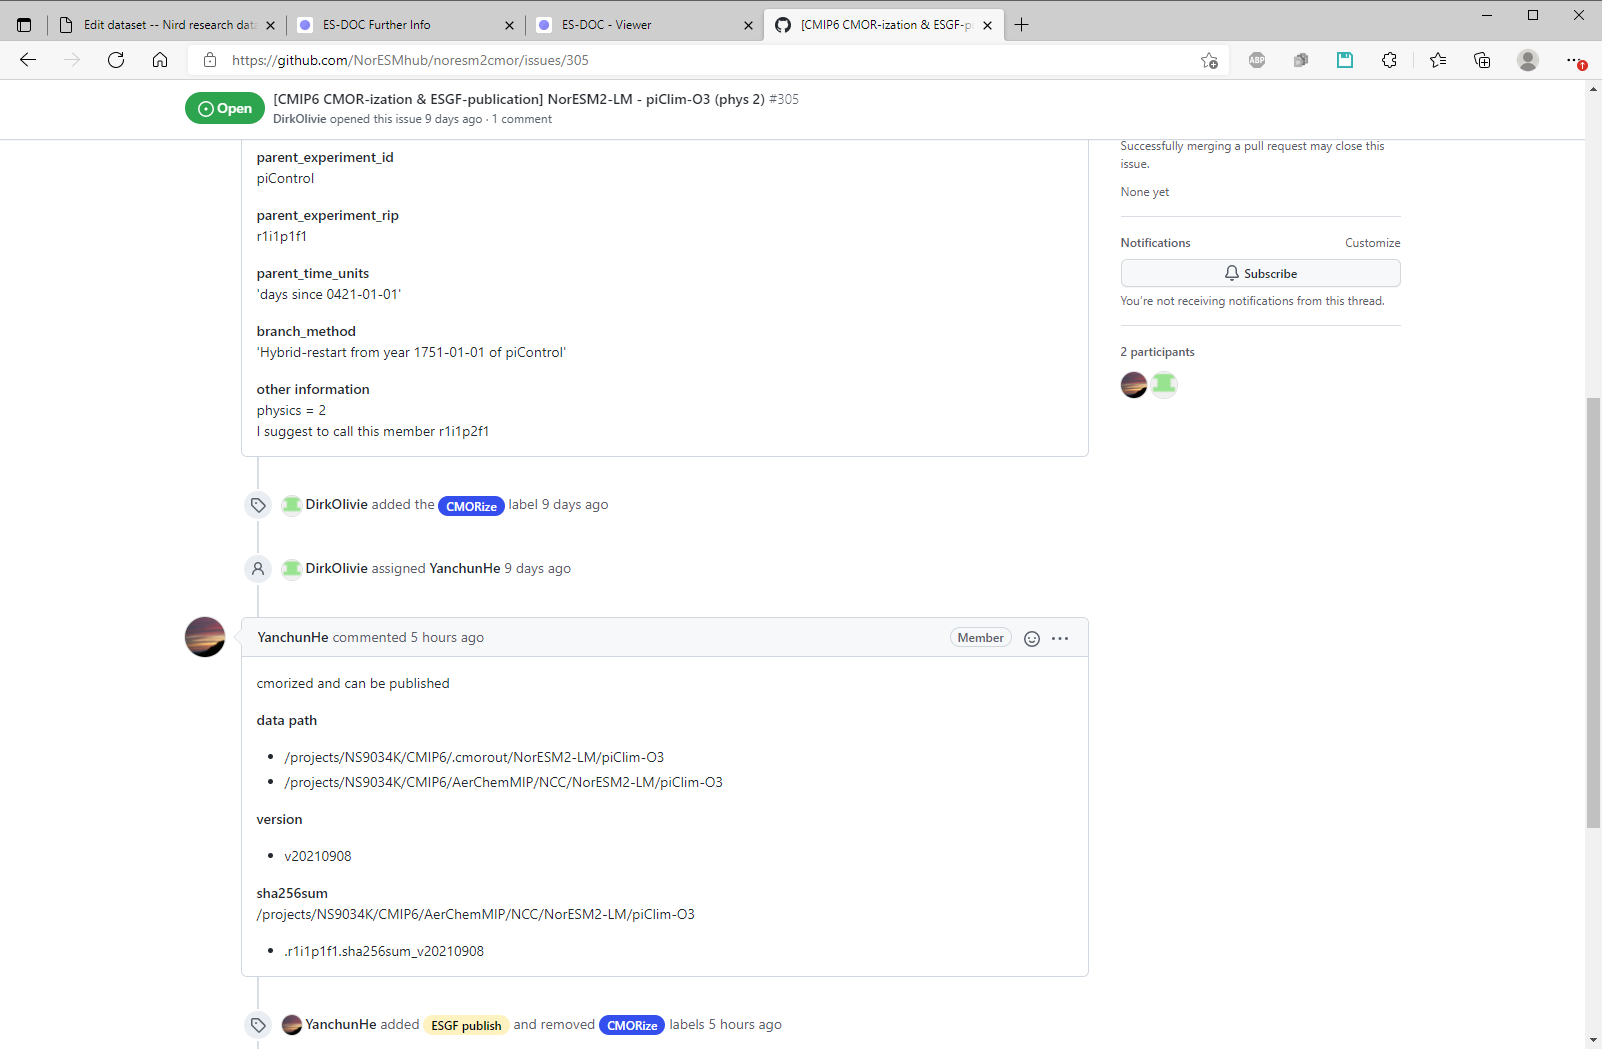 Edit dataset -- Nird research dat
ES-DOC Further Info
ES-DOC - Viewer
[CMIP6 CMOR-ization & ESGF-p
https://github.com/NorESMhub/noresm2cmor/issues/305
ABP
Open
[CMIP6 CMOR-ization & ESGF-publication] NorESM2-LM - piClim-O3 (phys 2) #305
DirkOlivie opened this issue 9 days ago · 1 comment
parent_experiment_id
piControl
parent_experiment_rip
r1i1p1f1
parent_time_units
'days since 0421-01-01'
branch_method
'Hybrid-restart from year 1751-01-01 of piControl'
other information
physics = 2
I suggest to call this member r1i1p2f1
Successfully merging a pull request may close this
issue.
None yet
Notifications
Customize
Subscribe
You're not receiving notifications from this thread.
2 participants
DirkOlivie added the CMORize label 9 days ago
DirkOlivie assigned YanchunHe 9 days ago
YanchunHe commented 5 hours ago
Member
cmorized and can be published
data path
• /projects/NS9034K/CMIP6/.cmorout/NorESM2-LM/piClim-O3
• /projects/NS9034K/CMIP6/AerChemMIP/NCC/NorESM2-LM/piClim-O3
version
• v20210908
sha256sum
/projects/NS9034K/CMIP6/AerChemMIP/NCC/NorESM2-LM/piClim-O3
• .r1i1p1f1.sha256sum_v20210908
YanchunHe added ESGF publish and removed CMORize labels 5 hours ago